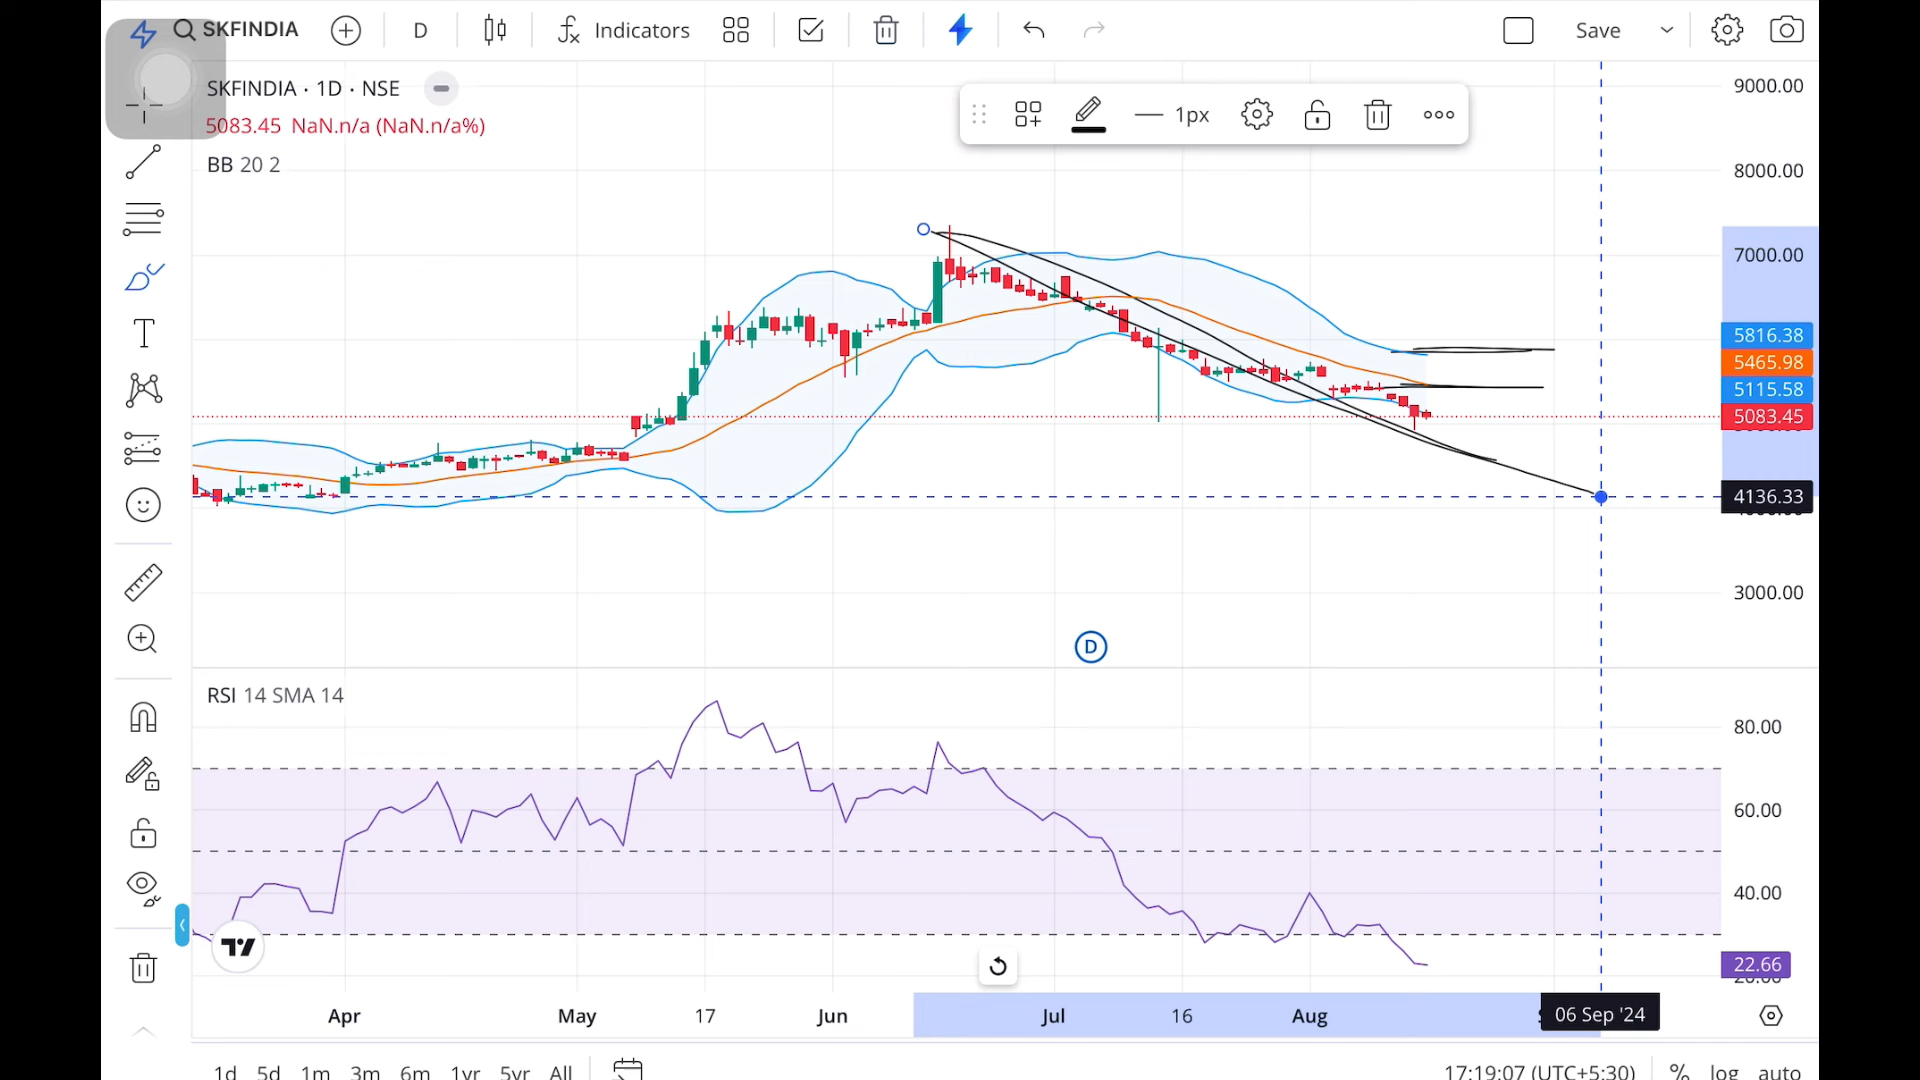 SKFINDIA
D
Indicators
Save
SKFINDIA · 1D · NSE
5083.45 NaN.n/a (NaN.n/a%)
BB 20 2
1px
9000.00
8000.00
7000.00
5816.38
5465.98
5115.58
5083.45
4136.33
3000.00
D
RSI 14 SMA 14
80.00
60.00
40.00
22.66
Apr
May
17
Jun
Jul
16
Aug
06 Sep '24
1d 5d 1m 3m 6m 1yr 5yr All
17:19:07 (UTC+5:30) % log auto